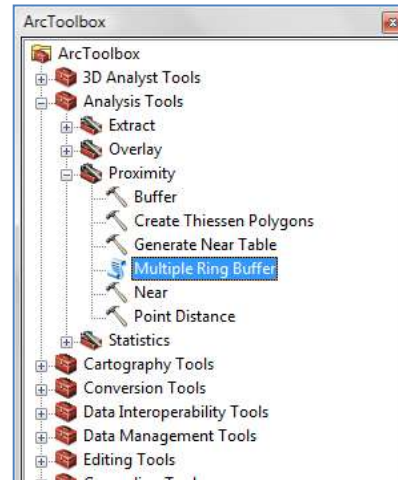 ArcToolbox
ArcToolbox
3D Analyst Tools
Analysis Tools
Extract
Overlay
Proximity
Buffer
Create Thiessen Polygons
Generate Near Table
Multiple Ring Buffer
Near
Point Distance
Statistics
Cartography Tools
Conversion Tools
Data Interoperability Tools
Data Management Tools
Editing Tools